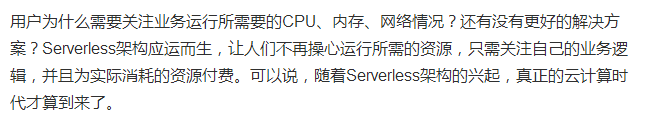 用户为什么需要关注业务运行所需要的CPU、内存、网络情况？还有没有更好的解决方
案？Serverless架构应运而生，让人们不再操心运行所需的资源，只需关注自己的业务逻
辑，并且为实际消耗的资源付费。可以说，随着Serverless架构的兴起，真正的云计算时
代才算到来了。